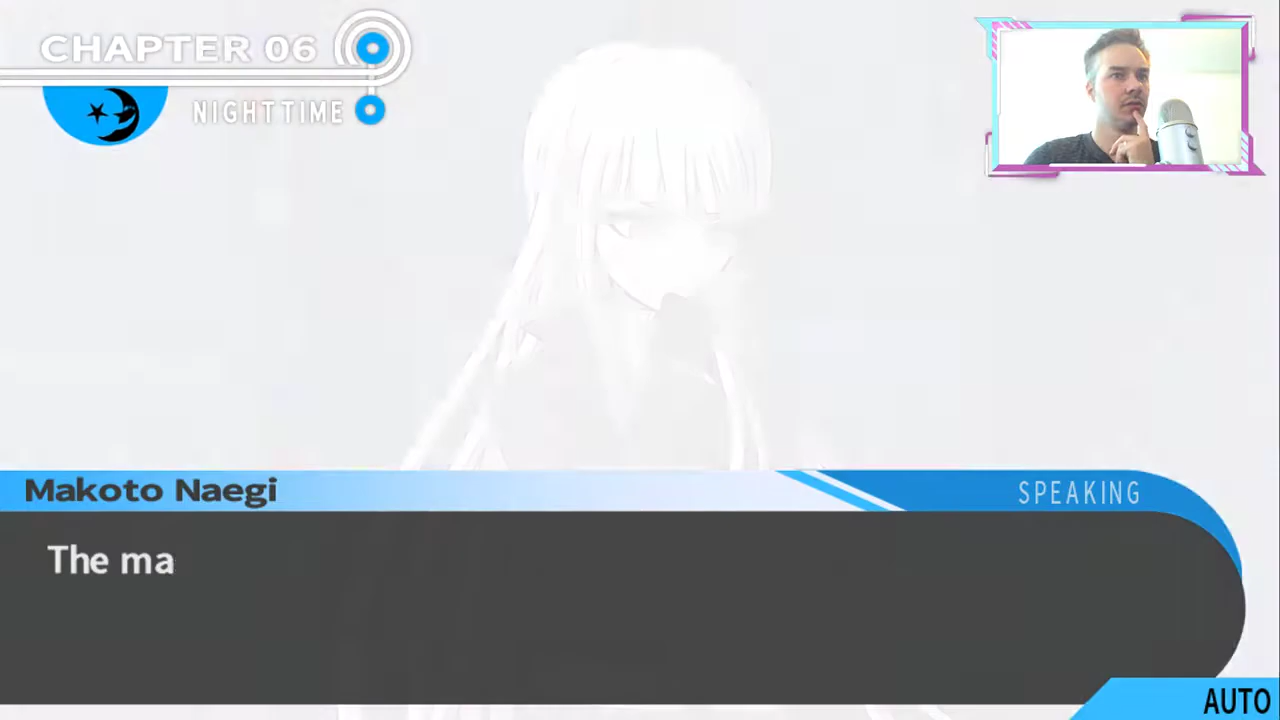 CHAPTER 06
NIGHTTIME
Makoto Naegi
SPEAKING
The ma
AUTO